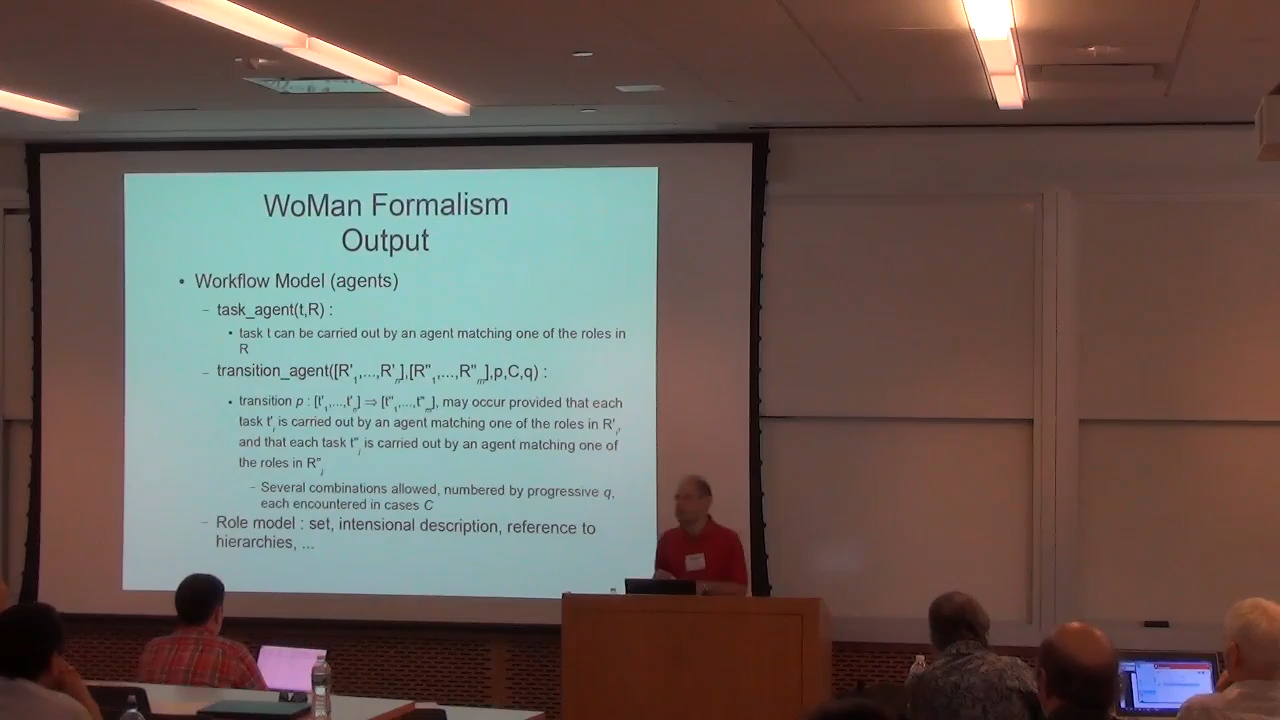 WoMan Formalism
Output
• Workflow Model (agents)
– task_agent(t,R) :
• task t can be carried out by an agent matching one of the roles in
R
– transition_agent([R'1,...,R'n],[R"1,...,R"m],p,C,q) :
• transition p : [t'1,...,t'n] ⇒ [t"1,...,t"m], may occur provided that each
task t'i is carried out by an agent matching one of the roles in R'i,
and that each task t"j is carried out by an agent matching one of
the roles in R"j
– Several combinations allowed, numbered by progressive q,
each encountered in cases C
– Role model : set, intensional description, reference to
hierarchies, ...